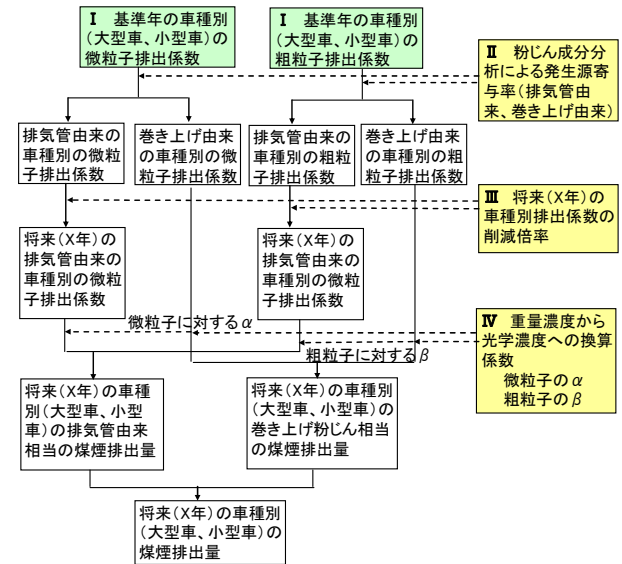 Ⅰ 基準年の車種別
(大型車、小型車)の
微粒子排出係数
Ⅰ 基準年の車種別
(大型車、小型車)の
粗粒子排出係数
Ⅱ 粉じん成分分
析による発生源寄
与率(排気管由
来、巻き上げ由来)
排気管由来の
車種別の微粒
子排出係数
巻き上げ由来
の車種別の微
粒子排出係数
排気管由来の
車種別の粗粒
子排出係数
巻き上げ由来
の車種別の粗
粒子排出係数
Ⅲ 将来(X年)の
車種別排出係数の
削減倍率
将来(X年)の
排気管由来の
車種別の微粒
子排出係数
将来(X年)の
排気管由来の
車種別の微粒
子排出係数
微粒子に対するα
粗粒子に対するβ
Ⅳ 重量濃度から
光学濃度への換算
係数
微粒子のα
粗粒子のβ
将来(X年)の車種
別(大型車、小型
車)の排気管由来
相当の煤煙排出量
将来(X年)の車種別
(大型車、小型車)の
巻き上げ粉じん相当
の煤煙排出量
将来(X年)の車種別
(大型車、小型車)の
煤煙排出量